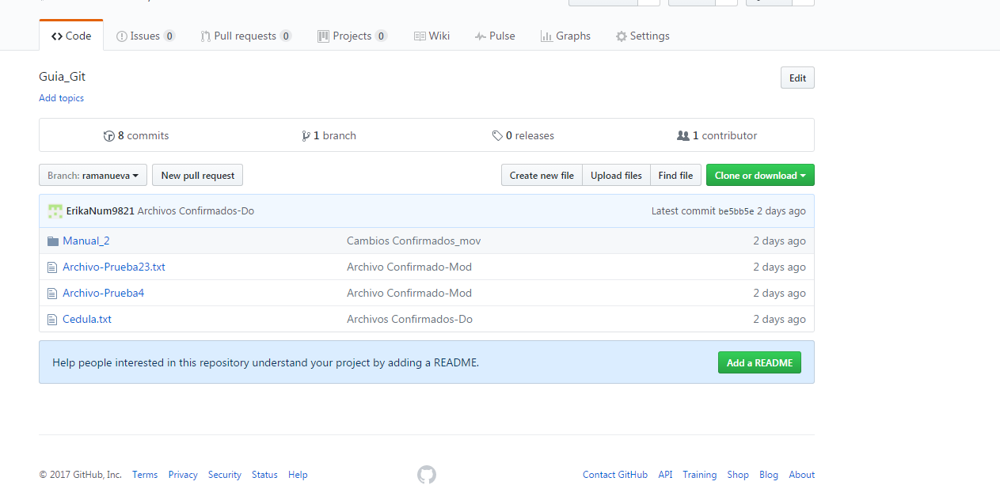 Code Issues 0 Pull requests 0 Projects 0 Wiki Pulse Graphs Settings
Guia_Git
Edit
Add topics
8 commits 1 branch 0 releases 1 contributor
Branch: ramanueva New pull request Create new file Upload files Find file Clone or download
ErikaNum9821 Archivos Confirmados-Do Latest commit be5bb5e 2 days ago
Manual_2 Cambios Confirmados_mov 2 days ago
Archivo-Prueba23.txt Archivo Confirmado-Mod 2 days ago
Archivo-Prueba4 Archivo Confirmado-Mod 2 days ago
Cedula.txt Archivos Confirmados-Do 2 days ago
Help people interested in this repository understand your project by adding a README. Add a README
© 2017 GitHub, Inc. Terms Privacy Security Status Help Contact GitHub API Training Shop Blog About